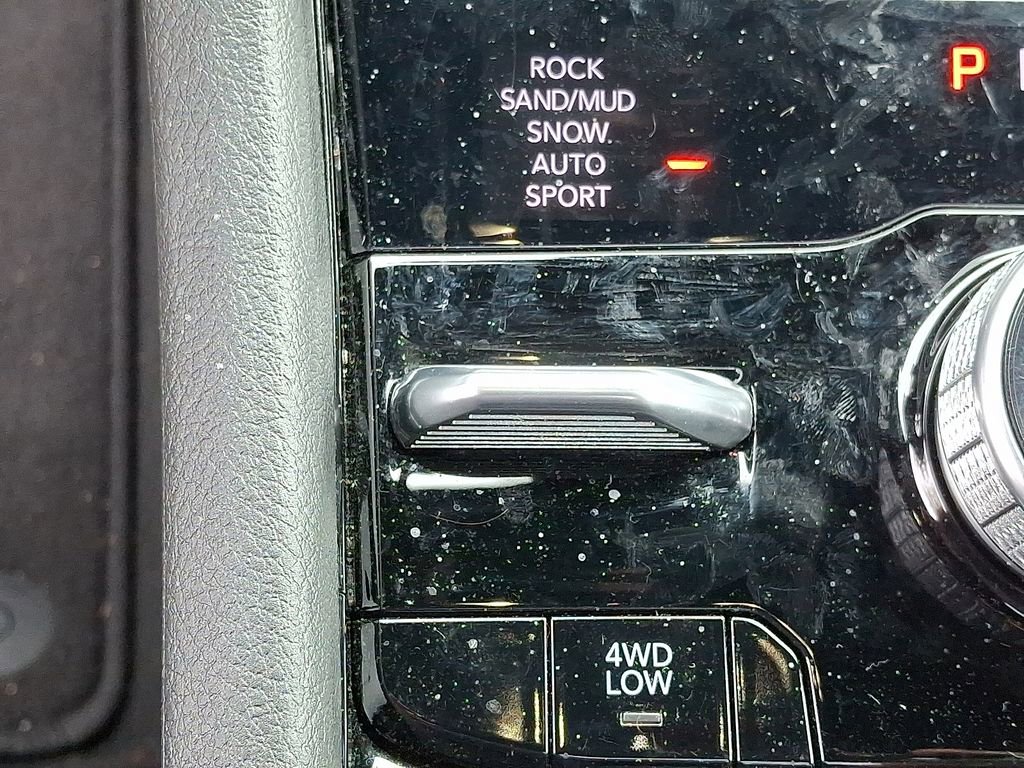 ROCK
SAND/MUD
SNOW
AUTO
SPORT
P
4WD
LOW